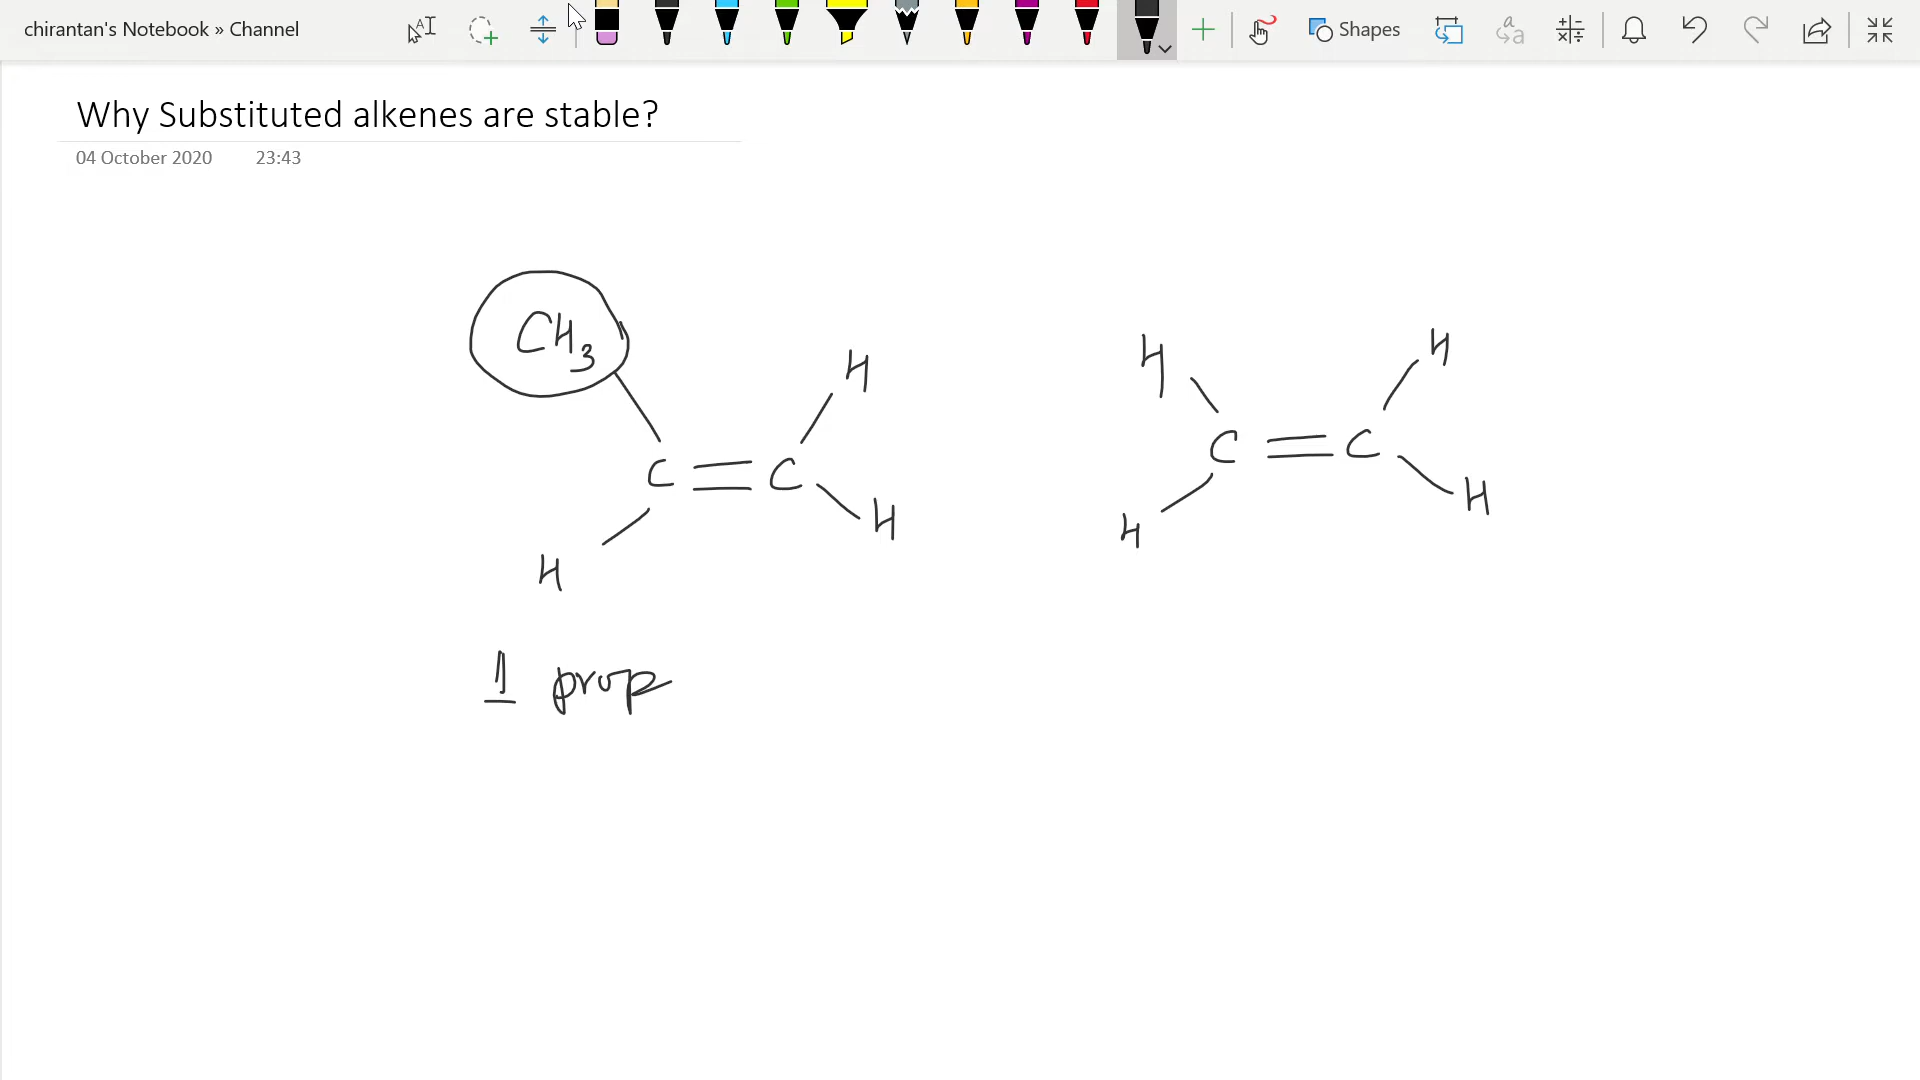 chirantan's Notebook » Channel
Shapes
Why Substituted alkenes are stable?
04 October 2020 23:43
CH3
H
H
H
C = C
C = C
H
H
H
H
1 prop